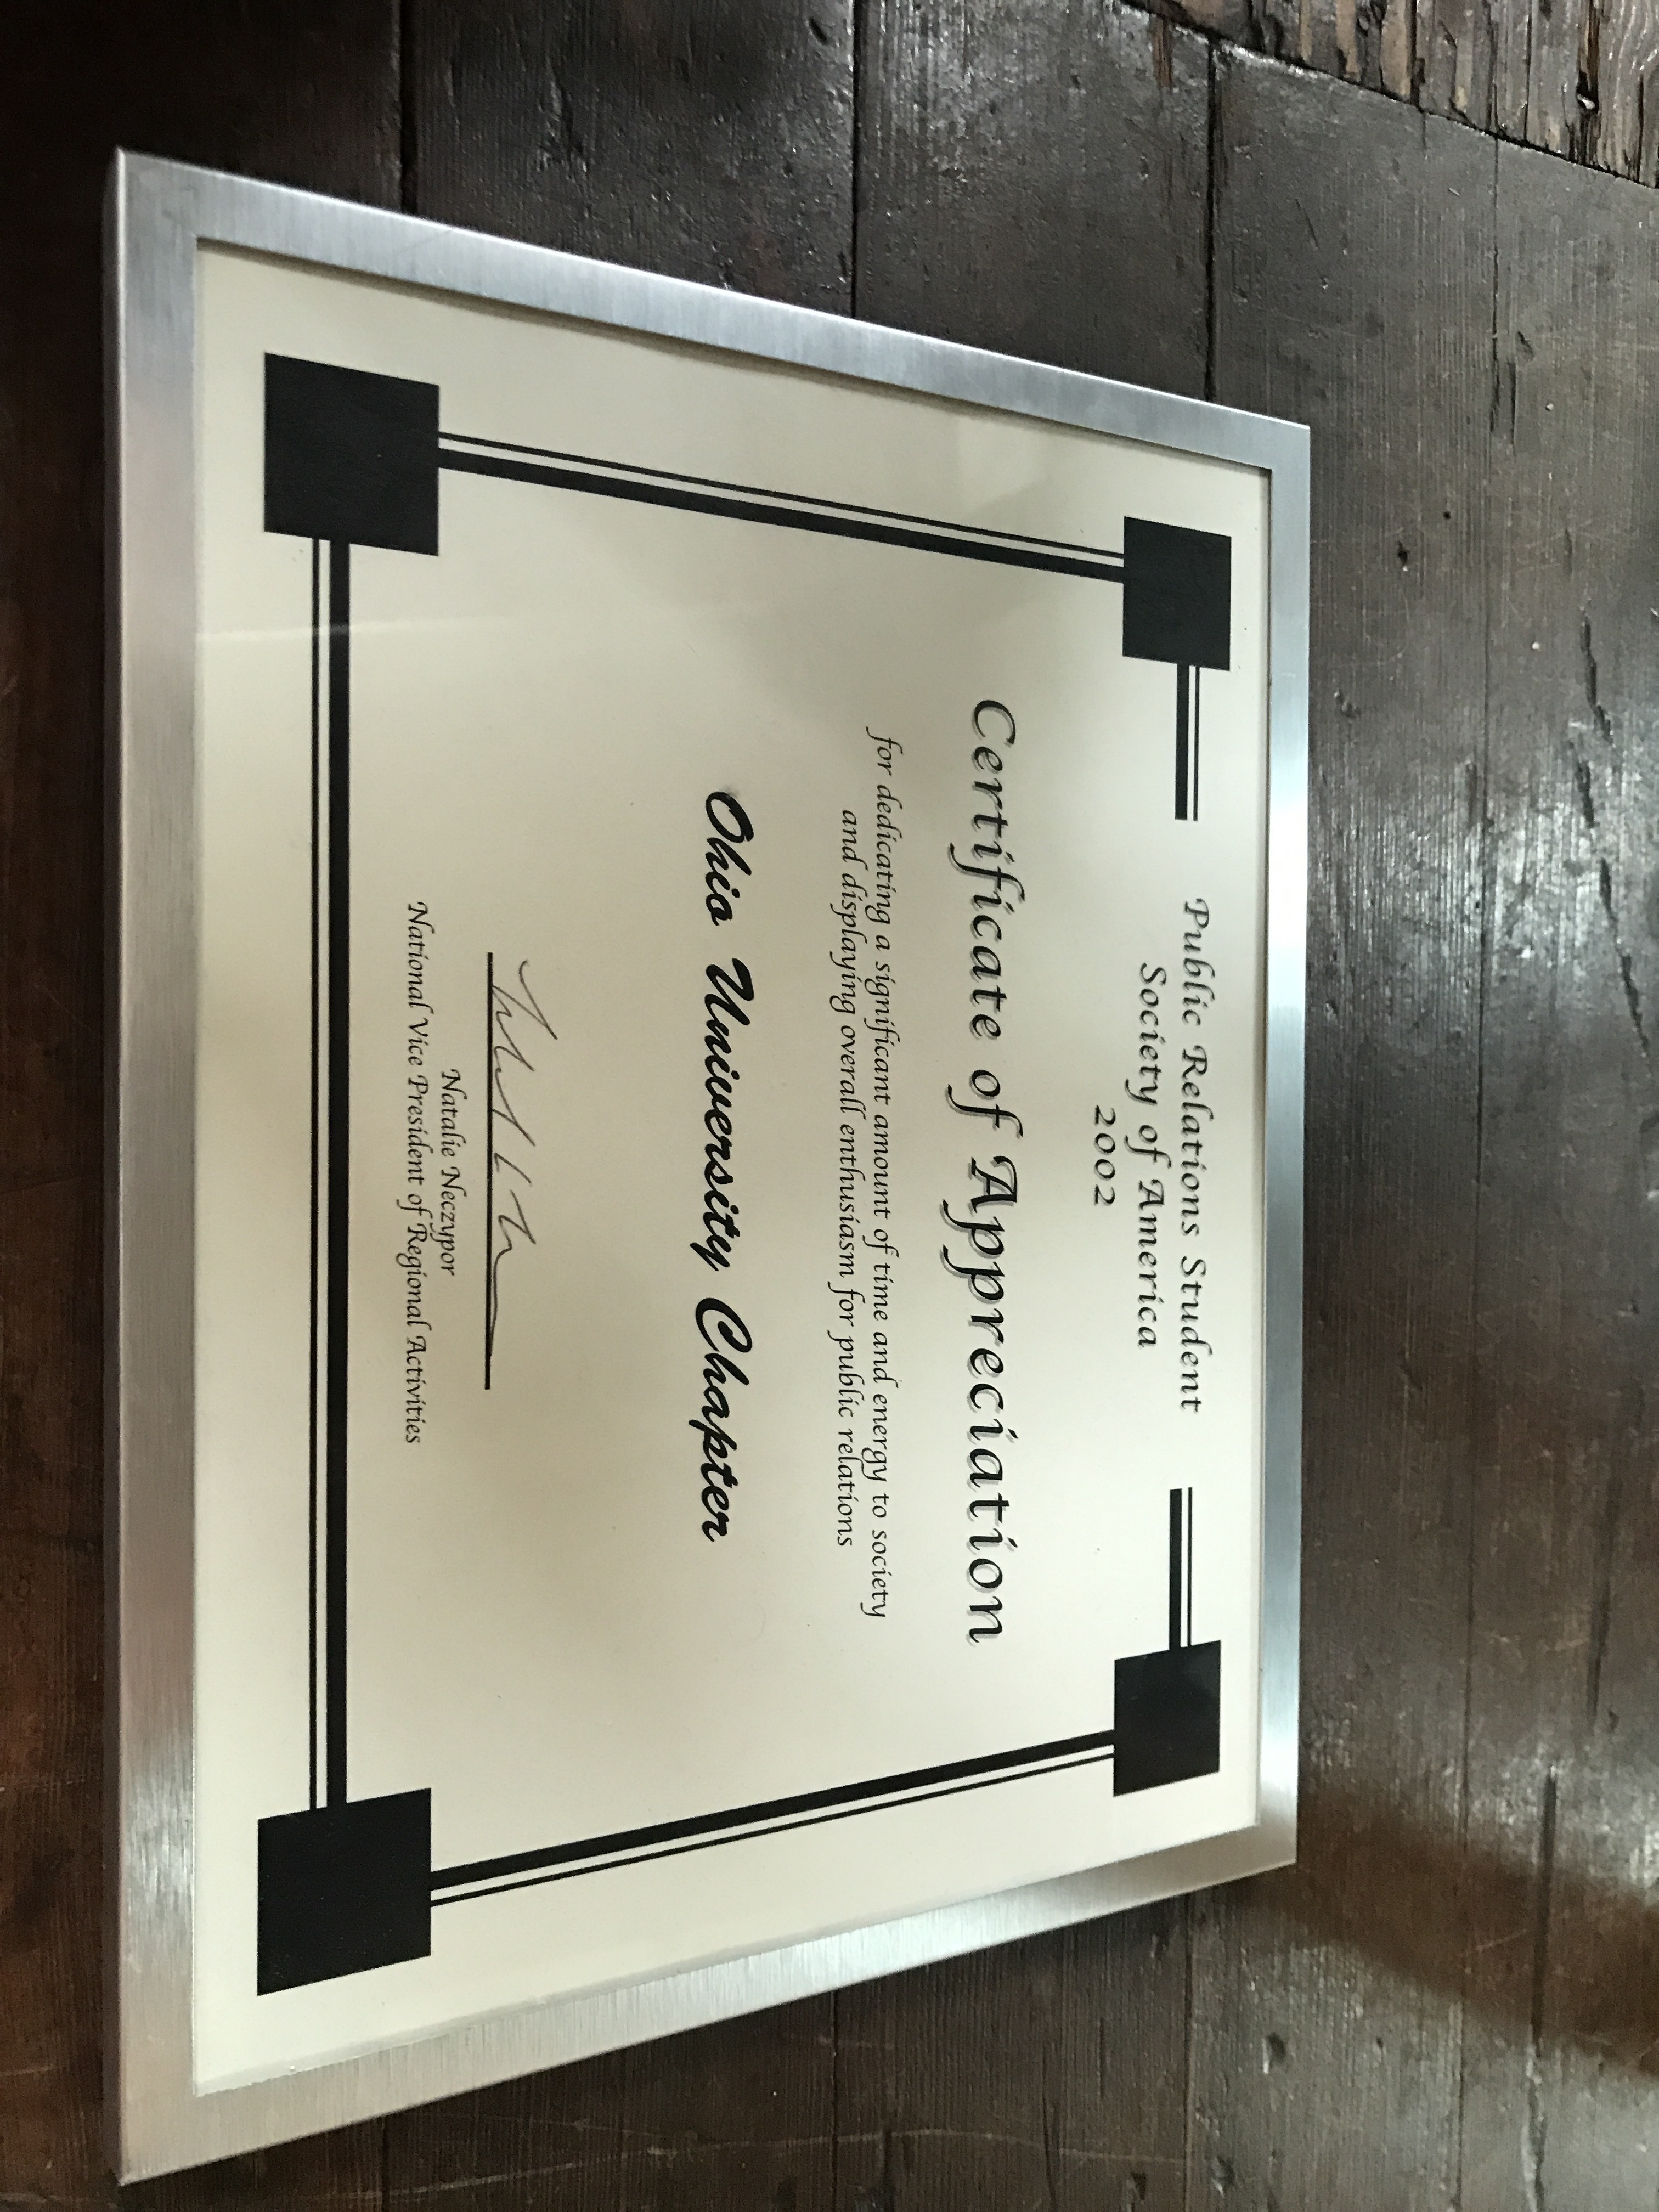 Public Relations Student
Society of America
2002
Certificate of Appreciation
for dedicating a significant amount of time and energy to society
and displaying overall enthusiasm for public relations
Ohio University Chapter
Natalie Neczypor
National Vice President of Regional Activities